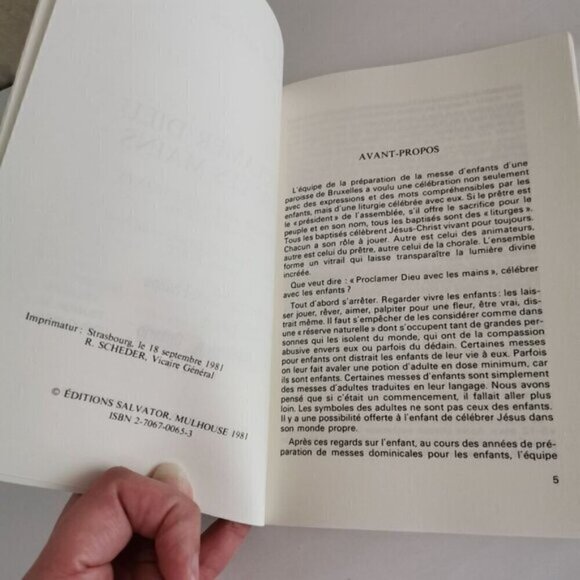 Imprimatur : Strasbourg, le 18 septembre 1981
R. SCHEDER, Vicaire Général
© ÉDITIONS SALVATOR, MULHOUSE 1981
ISBN 2-7067-0065-3
AVANT-PROPOS
L'équipe de la préparation de la messe d'enfants d'une
paroisse de Bruxelles a voulu une célébration non seulement
avec des expressions et des mots compréhensibles par les
enfants, mais d'une liturgie célébrée avec eux. Si le prêtre est
le « président » de l'assemblée, s'il offre le sacrifice pour le
peuple et en son nom, tous les baptisés sont des « liturges ».
Tous les baptisés célèbrent Jésus-Christ vivant pour toujours.
Chacun a son rôle à jouer. Autre est celui des animateurs,
autre est celui du prêtre, autre celui de la chorale. L'ensemble
forme un vitrail qui laisse transparaître la lumière divine
incréée.
Que veut dire : « Proclamer Dieu avec les mains », célébrer
avec les enfants ?
Tout d'abord s'arrêter. Regarder vivre les enfants : les lais-
ser jouer, rêver, aimer, palpiter pour une fleur, être vrai, dis-
trait même. Il faut s'empêcher de les considérer comme dans
une « réserve naturelle » dont s'occupent tant de grandes per-
sonnes qui les isolent du monde, qui ont de la compassion
abusive envers eux ou parfois du dédain. Certaines messes
pour enfants ont distrait les enfants de leur vie à eux. Parfois
on leur fait avaler une potion d'adulte en dose minimum, car
ils sont enfants. Certaines messes d'enfants sont simplement
des messes d'adultes traduites en leur langage. Nous avons
pensé que si c'était un commencement, il fallait aller plus
loin. Les symboles des adultes ne sont pas ceux des enfants.
Il y a une possibilité offerte à l'enfant de célébrer Jésus dans
son monde propre.
Après ces regards sur l'enfant, au cours des années de pré-
paration de messes dominicales pour les enfants, l'équipe
5